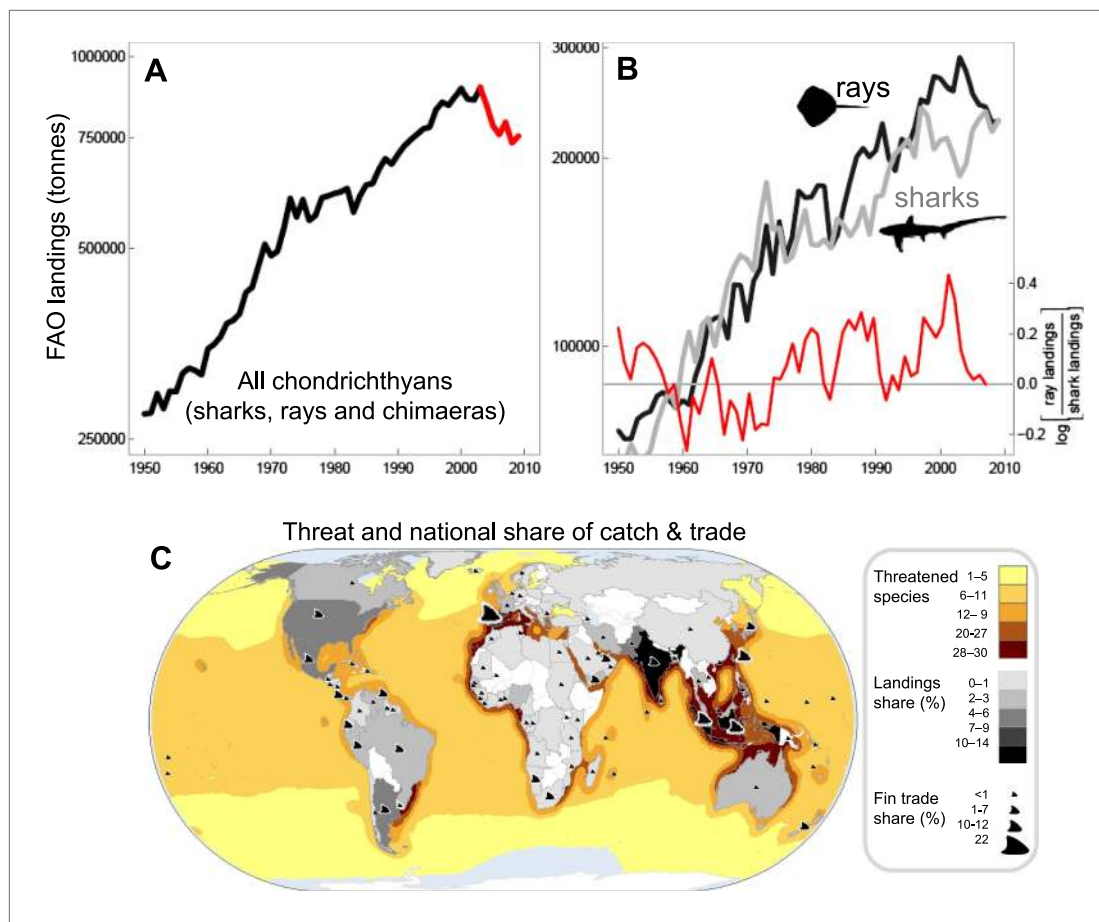 A
B
1000000
750000
500000
250000
FAO landings (tonnes)
All chondrichthyans
(sharks, rays and chimaeras)
1950 1960 1970 1980 1990 2000 2010
300000
200000
100000
rays
sharks
0.4
0.2
0.0
−0.2
log [ray landings / shark landings]
1950 1960 1970 1980 1990 2000 2010
Threat and national share of catch & trade
C
Threatened species
1–5
6–11
12– 9
20-27
28–30
Landings share (%)
0–1
2–3
4–6
7–9
10–14
Fin trade share (%)
<1
1-7
10-12
22